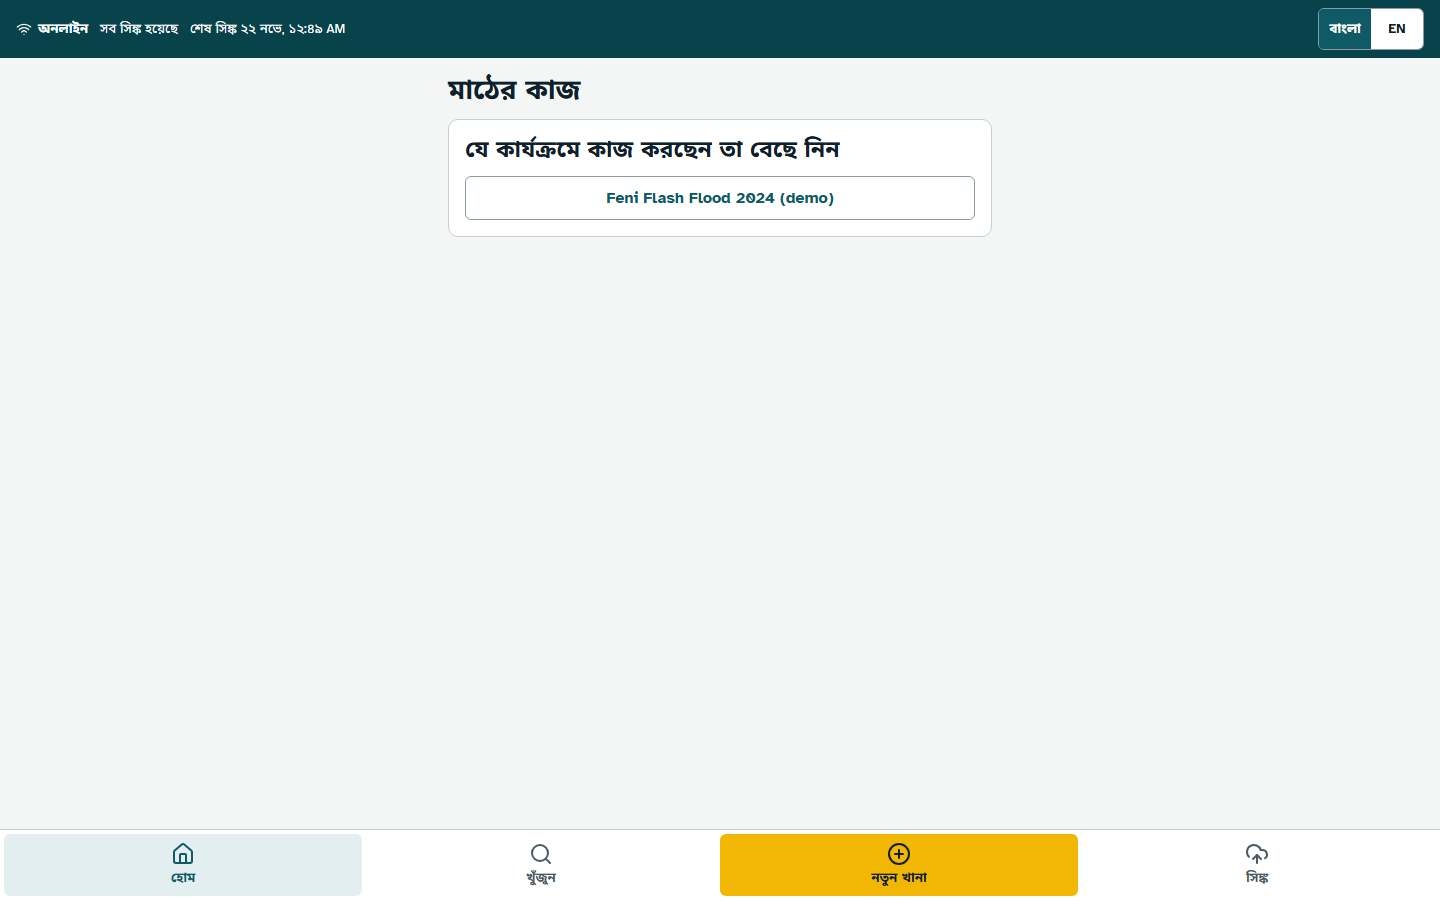 অনলাইন সব সিঙ্ক হয়েছে শেষ সিঙ্ক ২২ নভে, ১২:৪৯ AM
বাংলা EN
মাঠের কাজ
যে কার্যক্রমে কাজ করছেন তা বেছে নিন
Feni Flash Flood 2024 (demo)
হোম
খুঁজুন
নতুন খানা
সিঙ্ক